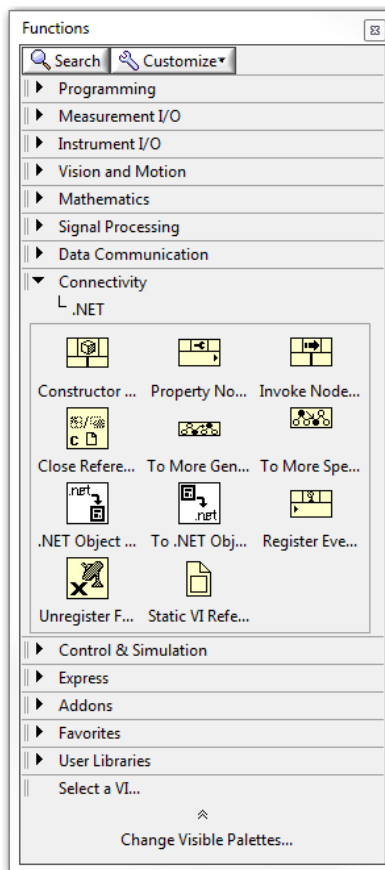 Functions
Search Customize
Programming
Measurement I/O
Instrument I/O
Vision and Motion
Mathematics
Signal Processing
Data Communication
Connectivity
.NET
Constructor ... Property No... Invoke Node...
C
Close Refere... To More Gen... To More Spe...
.net .net
.NET Object ... To .NET Obj... Register Eve...
X
Unregister F... Static VI Refe...
Control & Simulation
Express
Addons
Favorites
User Libraries
Select a VI...
Change Visible Palettes...